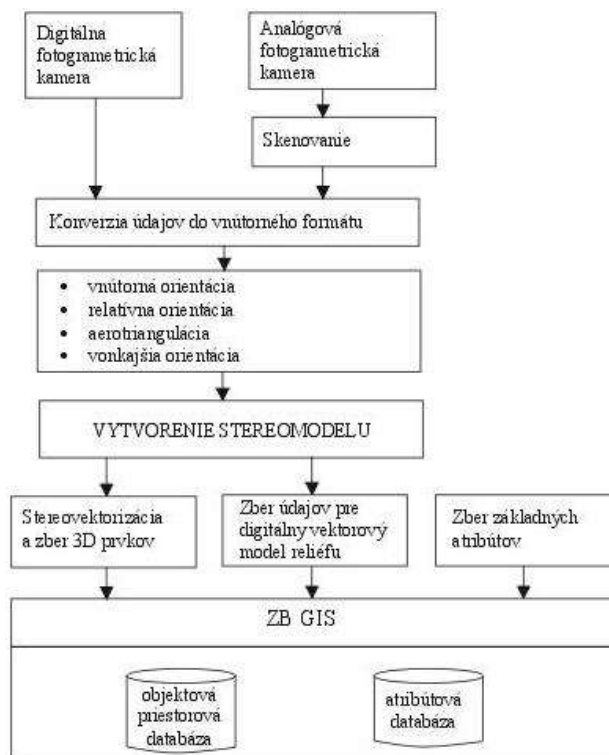 Digitálna
fotogrametrická
kamera
Analógová
fotogrametrická
kamera
Skenovanie
Konverzia údajov do vnútorného formátu
• vnútorná orientácia
• relatívna orientácia
• aerotriangulácia
• vonkajšia orientácia
VYTVORENIE STEREOMODELU
Stereovektorizácia
a zber 3D prvkov
Zber údajov pre
digitálny vektorový
model reliéfu
Zber základných
atribútov
ZB GIS
objektová
priestorová
databáza
atribútová
databáza